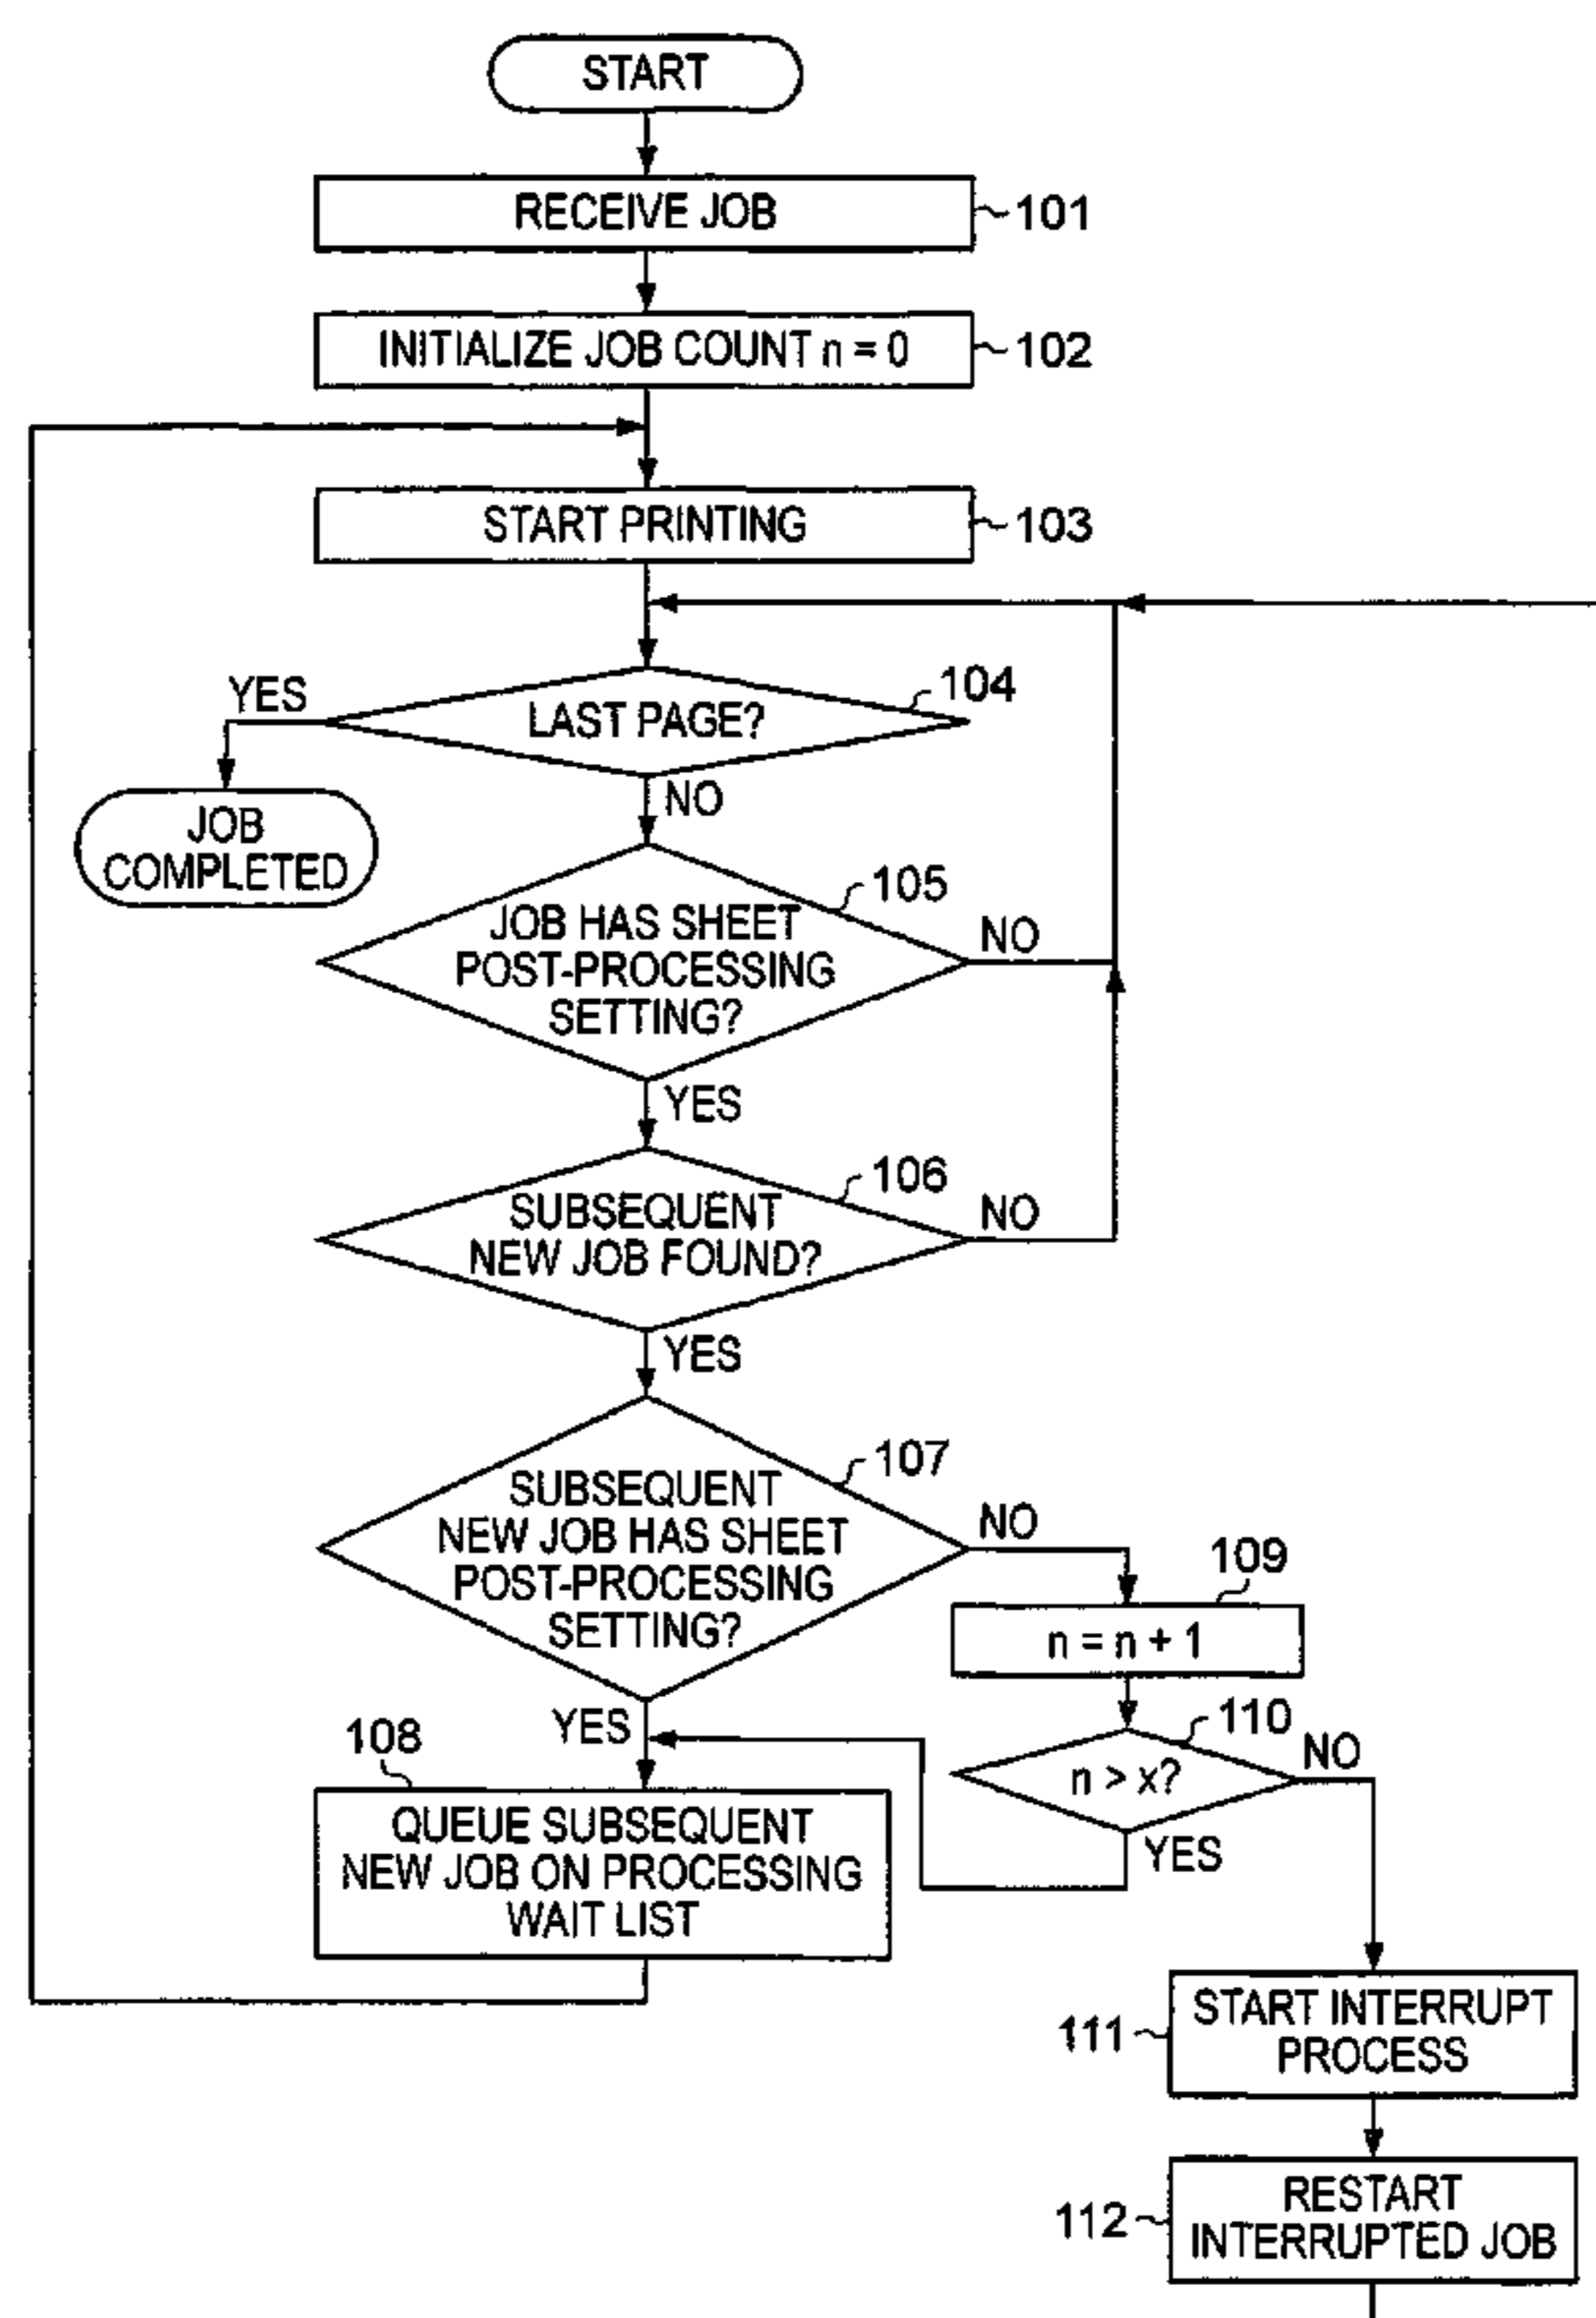 START
RECEIVE JOB
101
INITIALIZE JOB COUNT n = 0
102
START PRINTING
103
YES
LAST PAGE?
104
NO
JOB
COMPLETED
JOB HAS SHEET
POST-PROCESSING
SETTING?
105
NO
YES
SUBSEQUENT
NEW JOB FOUND?
106
NO
YES
SUBSEQUENT
NEW JOB HAS SHEET
POST-PROCESSING
SETTING?
107
NO
109
n = n + 1
YES
110
n > x?
NO
YES
108
QUEUE SUBSEQUENT
NEW JOB ON PROCESSING
WAIT LIST
111
START INTERRUPT
PROCESS
112
RESTART
INTERRUPTED JOB